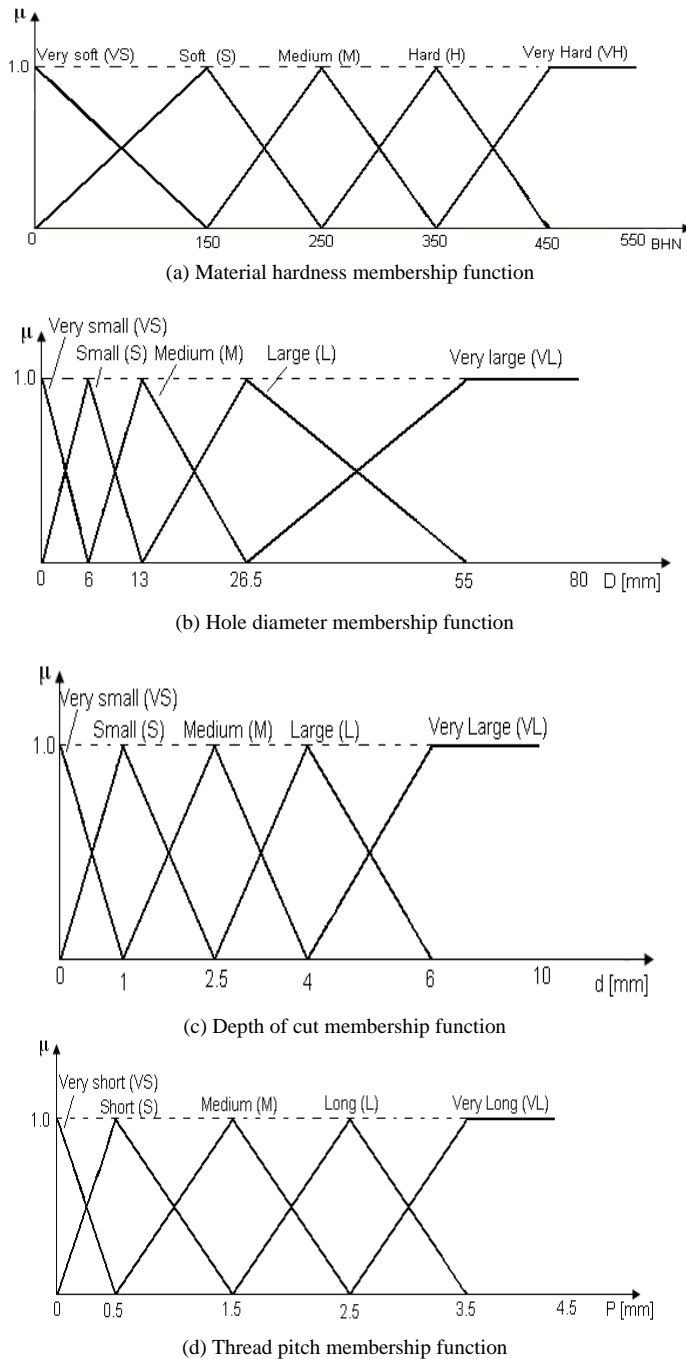 μ
Very soft (VS) Soft (S) Medium (M) Hard (H) Very Hard (VH)
1.0
0 150 250 350 450 550 BHN
(a) Material hardness membership function
μ
Very small (VS)
Small (S) Medium (M) Large (L) Very large (VL)
1.0
0 6 13 26.5 55 80 D [mm]
(b) Hole diameter membership function
μ
Very small (VS)
Small (S) Medium (M) Large (L) Very Large (VL)
1.0
0 1 2.5 4 6 10 d [mm]
(c) Depth of cut membership function
μ
Very short (VS)
Short (S) Medium (M) Long (L) Very Long (VL)
1.0
0 0.5 1.5 2.5 3.5 4.5 P [mm]
(d) Thread pitch membership function